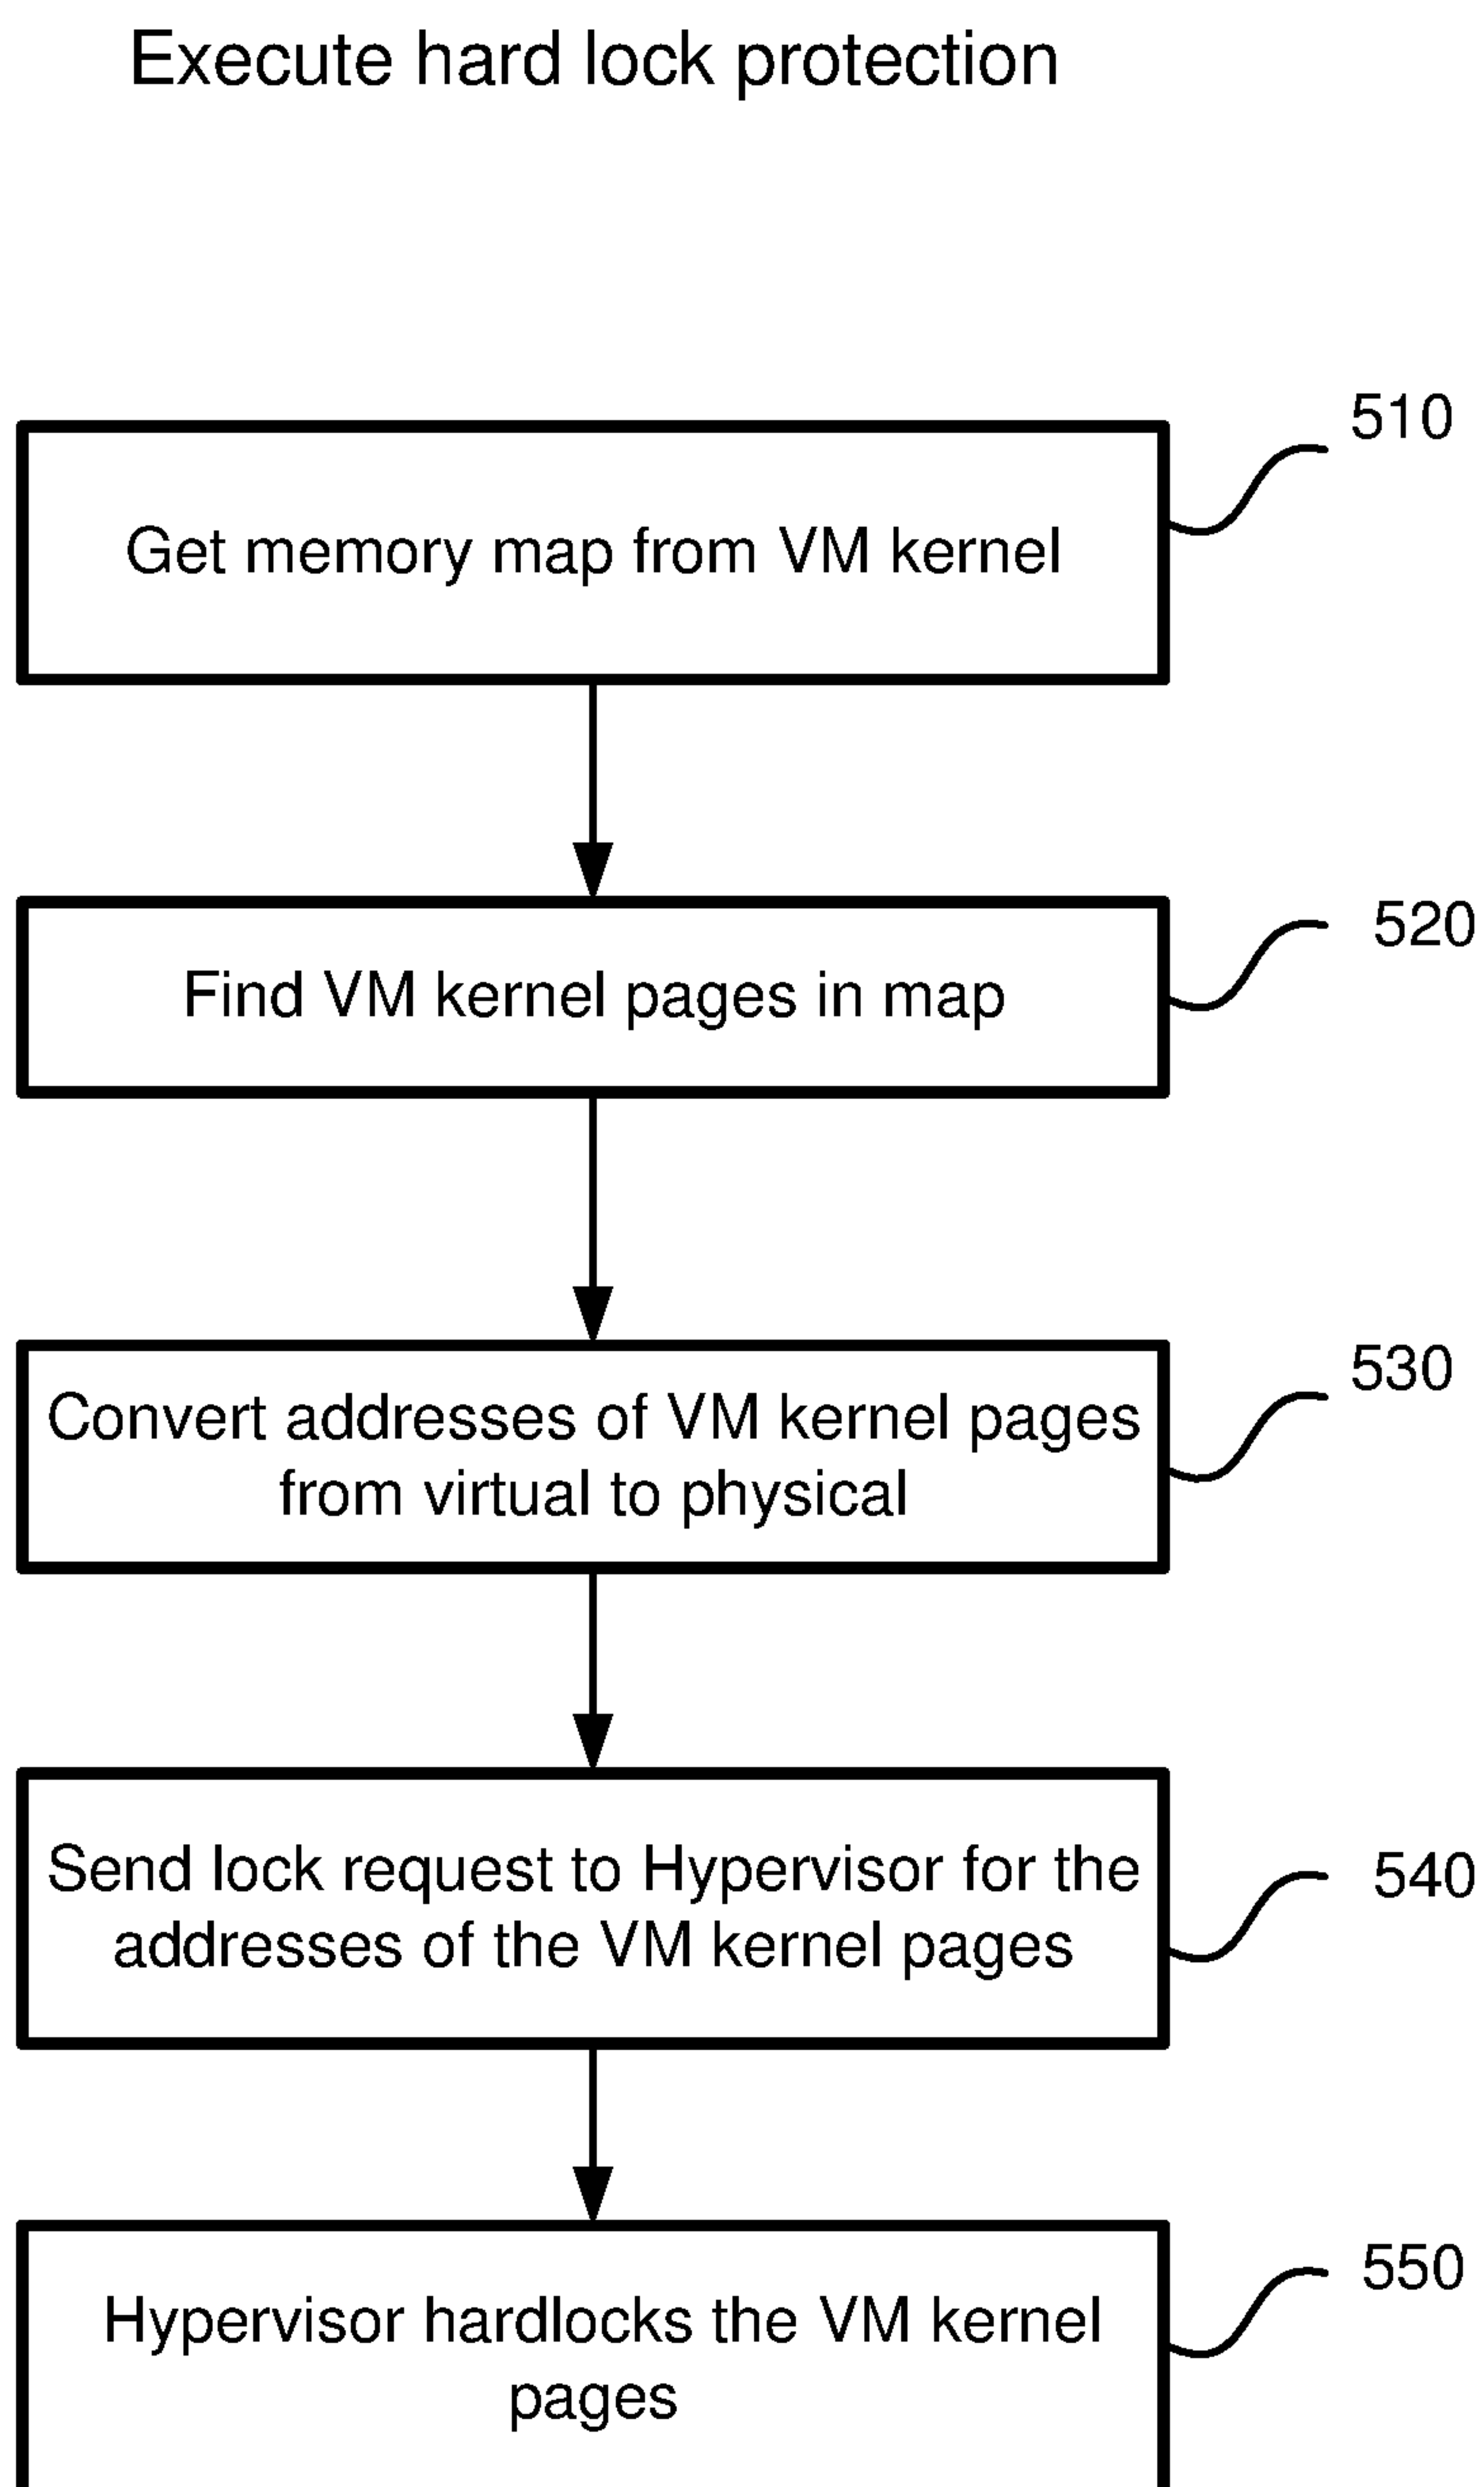 Execute hard lock protection
510
Get memory map from VM kernel
520
Find VM kernel pages in map
530
Convert addresses of VM kernel pages
from virtual to physical
540
Send lock request to Hypervisor for the
addresses of the VM kernel pages
550
Hypervisor hardlocks the VM kernel
pages